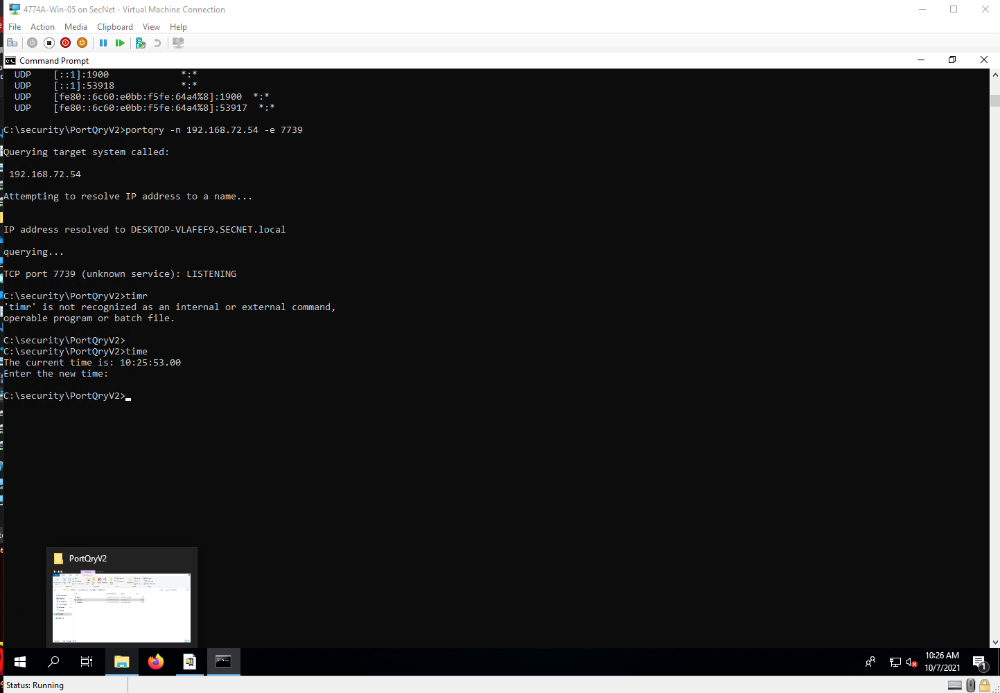 4774A-Win-05 on SecNet - Virtual Machine Connection
File Action Media Clipboard View Help
Command Prompt
UDP [::1]:1900 *:*
UDP [::1]:53918 *:*
UDP [fe80::6c60:e0bb:f5fe:64a4%8]:1900 *:*
UDP [fe80::6c60:e0bb:f5fe:64a4%8]:53917 *:*
C:\security\PortQryV2>portqry -n 192.168.72.54 -e 7739
Querying target system called:
192.168.72.54
Attempting to resolve IP address to a name...
IP address resolved to DESKTOP-VLAFEF9.SECNET.local
querying...
TCP port 7739 (unknown service): LISTENING
C:\security\PortQryV2>timr
'timr' is not recognized as an internal or external command,
operable program or batch file.
C:\security\PortQryV2>
C:\security\PortQryV2>time
The current time is: 10:25:53.00
Enter the new time:
C:\security\PortQryV2>
PortQryV2
10:26 AM
10/7/2021
1
Status: Running